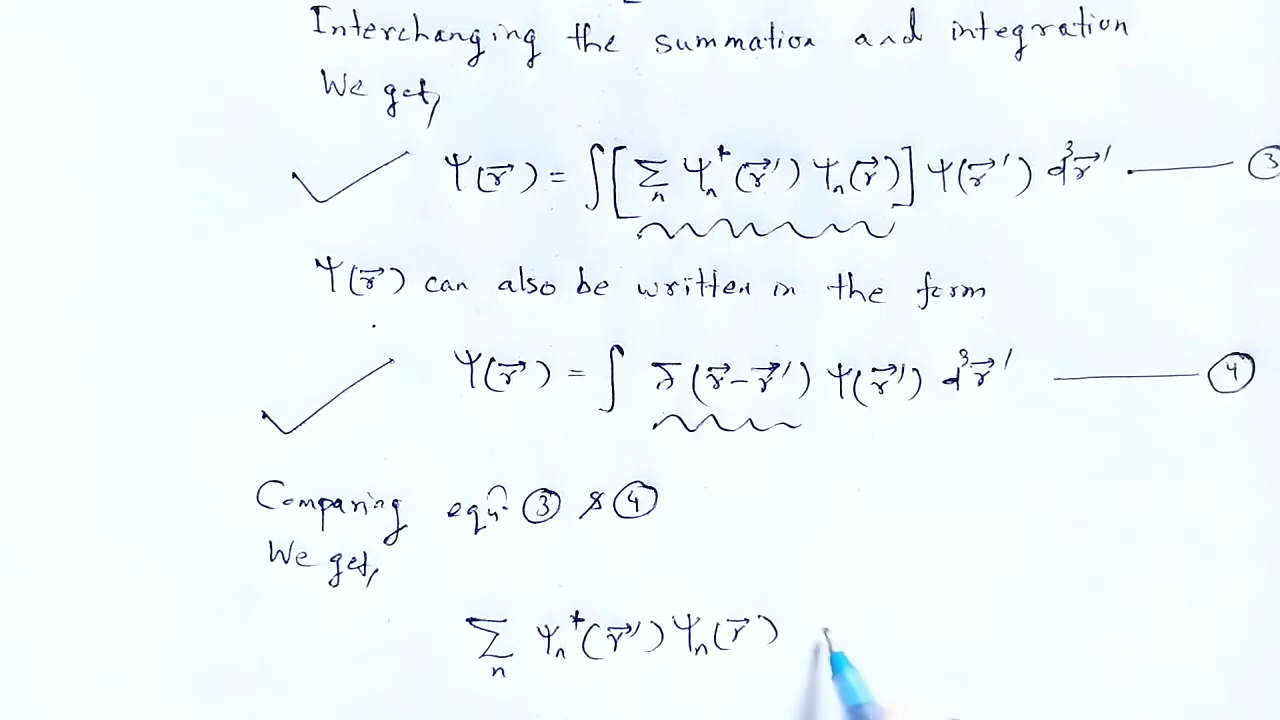 Interchanging the summation and integration
We get,
Ψ(r⃗) = ∫[Σₙ Ψₙ*(r⃗′) Ψₙ(r⃗)] Ψ(r⃗′) d³r⃗′ —— ③
Ψ(r⃗) can also be written in the form
Ψ(r⃗) = ∫ δ(r⃗-r⃗′) Ψ(r⃗′) d³r⃗′ —— ④
Comparing eqⁿ. ③ & ④
We get,
Σₙ Ψₙ*(r⃗′) Ψₙ(r⃗)